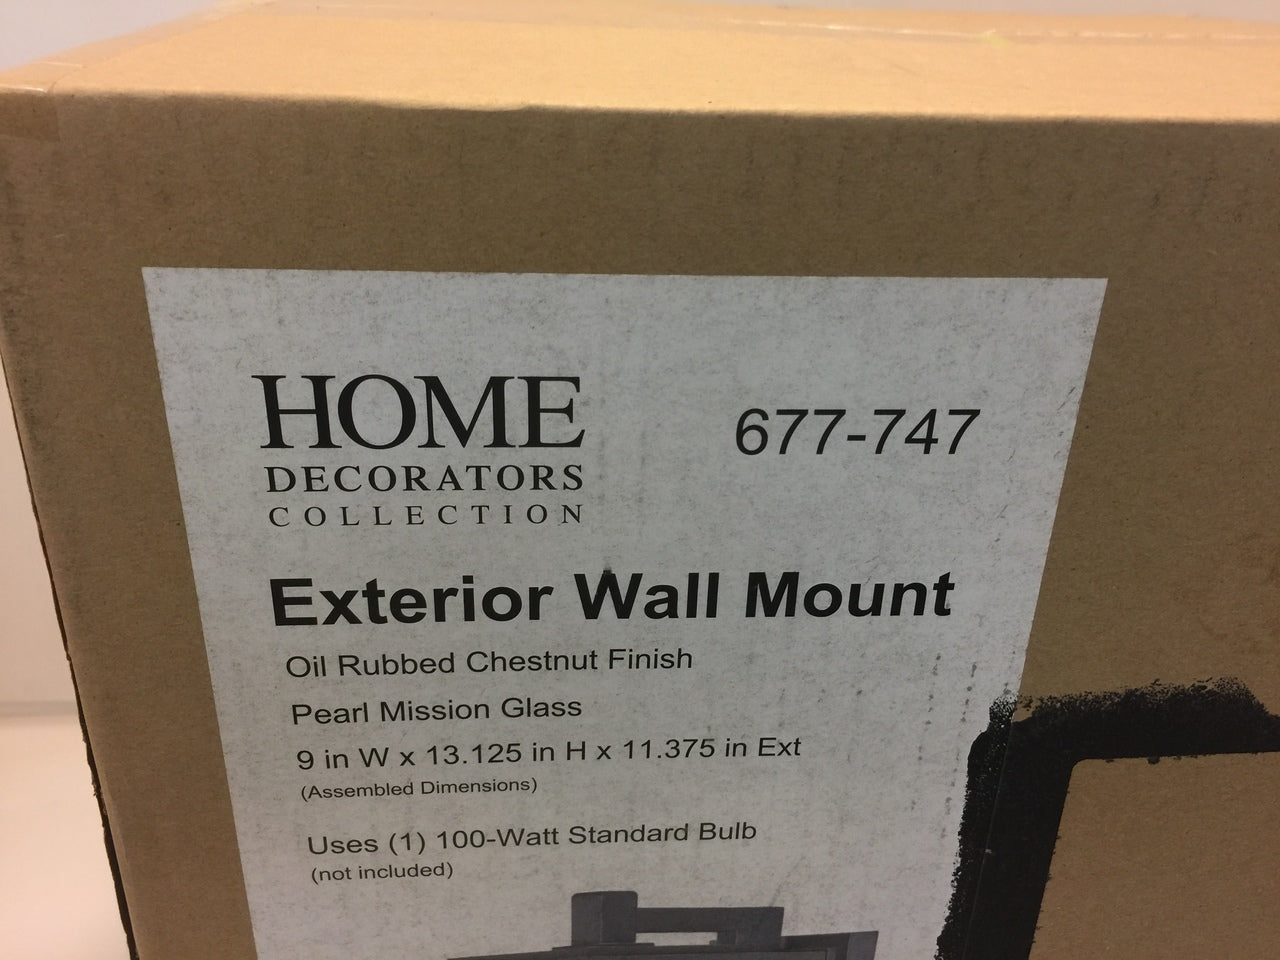 HOME
DECORATORS
COLLECTION
677-747
Exterior Wall Mount
Oil Rubbed Chestnut Finish
Pearl Mission Glass
9 in W x 13.125 in H x 11.375 in Ext
(Assembled Dimensions)
Uses (1) 100-Watt Standard Bulb
(not included)